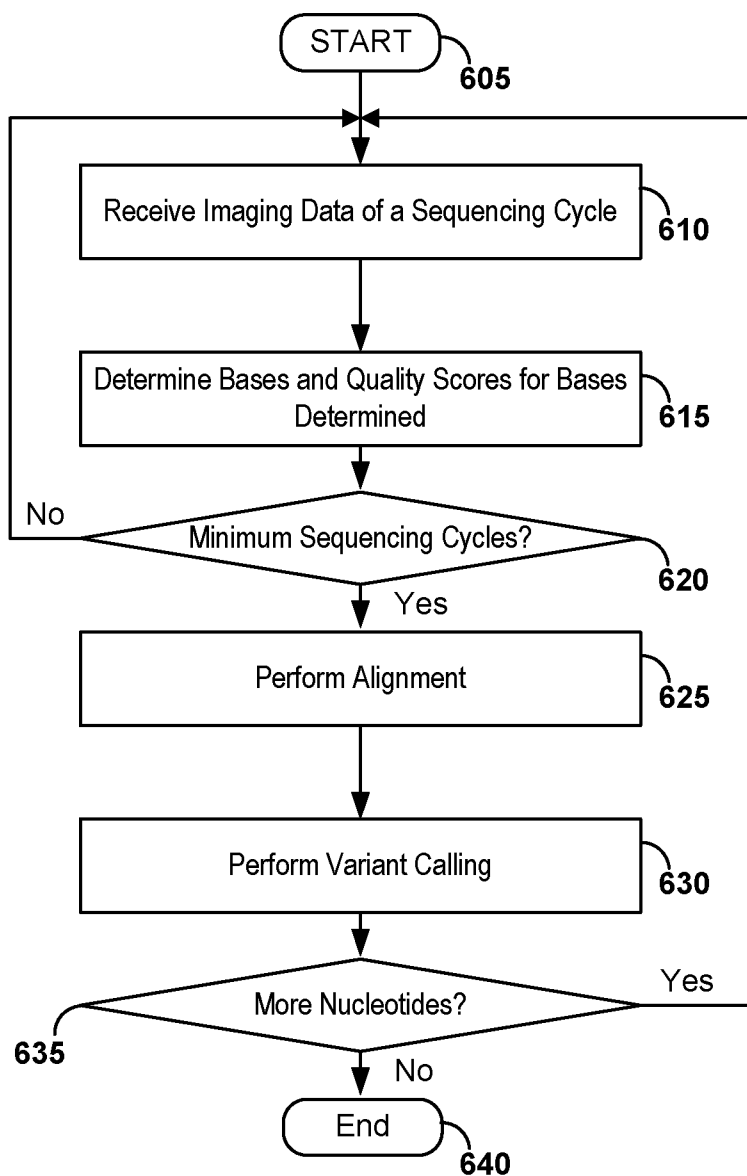 START
605
Receive Imaging Data of a Sequencing Cycle
610
Determine Bases and Quality Scores for Bases
Determined
615
No
Minimum Sequencing Cycles?
620
Yes
Perform Alignment
625
Perform Variant Calling
630
More Nucleotides?
Yes
635
No
End
640